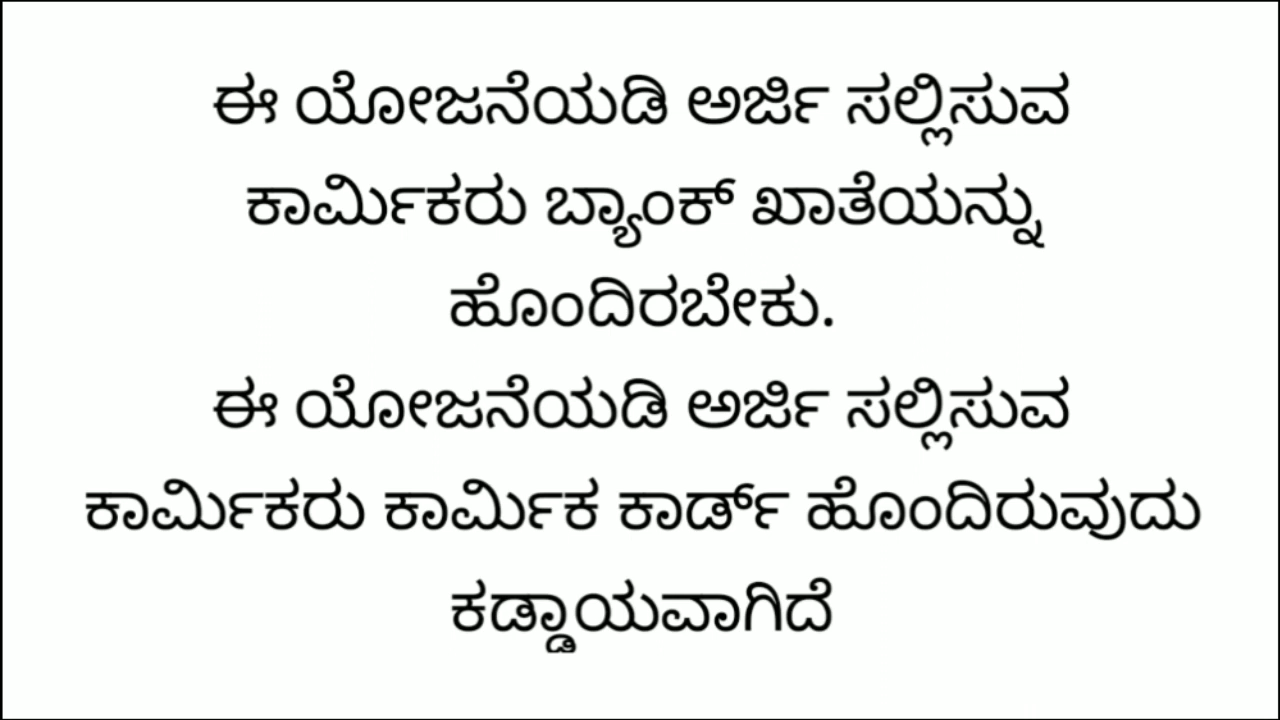 ಈ ಯೋಜನೆಯಡಿ ಅರ್ಜಿ ಸಲ್ಲಿಸುವ
ಕಾರ್ಮಿಕರು ಬ್ಯಾಂಕ್ ಖಾತೆಯನ್ನು
ಹೊಂದಿರಬೇಕು.
ಈ ಯೋಜನೆಯಡಿ ಅರ್ಜಿ ಸಲ್ಲಿಸುವ
ಕಾರ್ಮಿಕರು ಕಾರ್ಮಿಕ ಕಾರ್ಡ್ ಹೊಂದಿರುವುದು
ಕಡ್ಡಾಯವಾಗಿದೆ